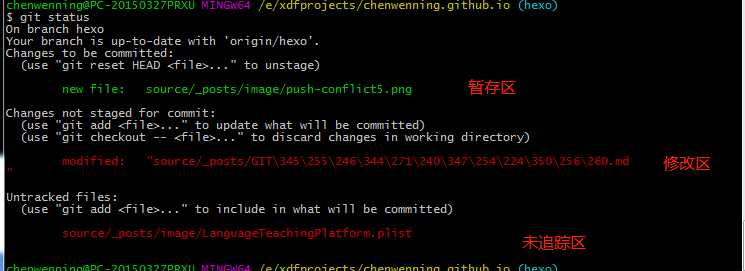 chenwenning@PC-20150327PRXU MINGW64 /e/xdfprojects/chenwenning.github.io (hexo)
$ git status
On branch hexo
Your branch is up-to-date with 'origin/hexo'.
Changes to be committed:
  (use "git reset HEAD <file>..." to unstage)
        new file:   source/_posts/image/push-conflict5.png 暂存区
Changes not staged for commit:
  (use "git add <file>..." to update what will be committed)
  (use "git checkout -- <file>..." to discard changes in working directory)
        modified:   "source/_posts/GIT\345\255\246\344\271\240\347\254\224\350\256\260.md 修改区
"
Untracked files:
  (use "git add <file>..." to include in what will be committed)
        source/_posts/image/LanguageTeachingPlatform.plist 未追踪区
chenwenning@PC-20150327PRXU MINGW64 /e/xdfprojects/chenwenning.github.io (hexo)